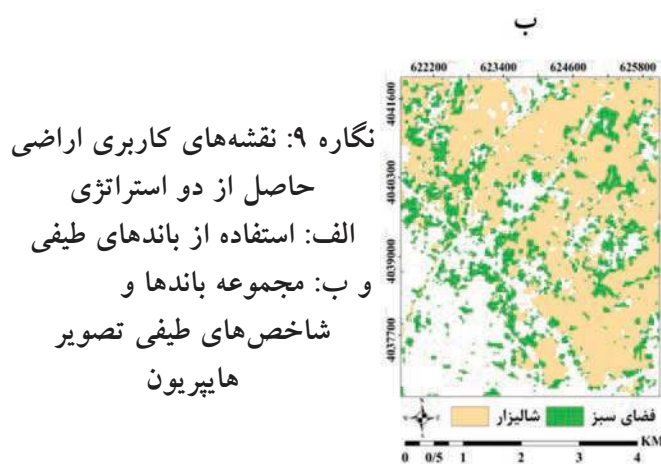 ب
622200 623400 624600 625800
4041600
4040300
4039000
4037700
نگاره ۹: نقشه‌های کاربری اراضی
حاصل از دو استراتژی
الف: استفاده از باندهای طیفی
و ب: مجموعه باندها و
شاخص‌های طیفی تصویر
هایپریون
فضای سبز شالیزار
KM
0 0/5 1 2 3 4